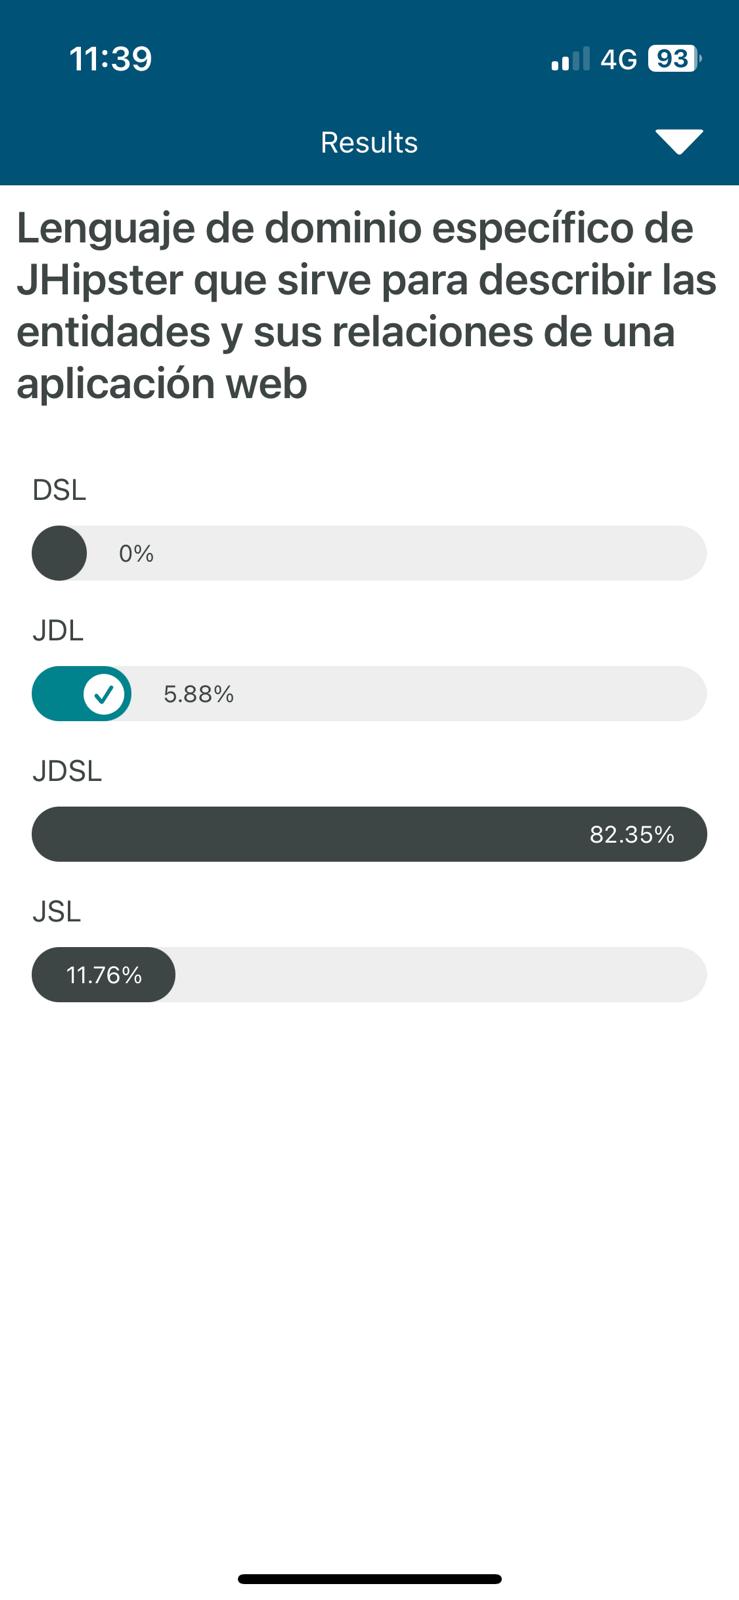 11:39
4G 93
Results
Lenguaje de dominio específico de
JHipster que sirve para describir las
entidades y sus relaciones de una
aplicación web
DSL
0%
JDL
5.88%
JDSL
82.35%
JSL
11.76%